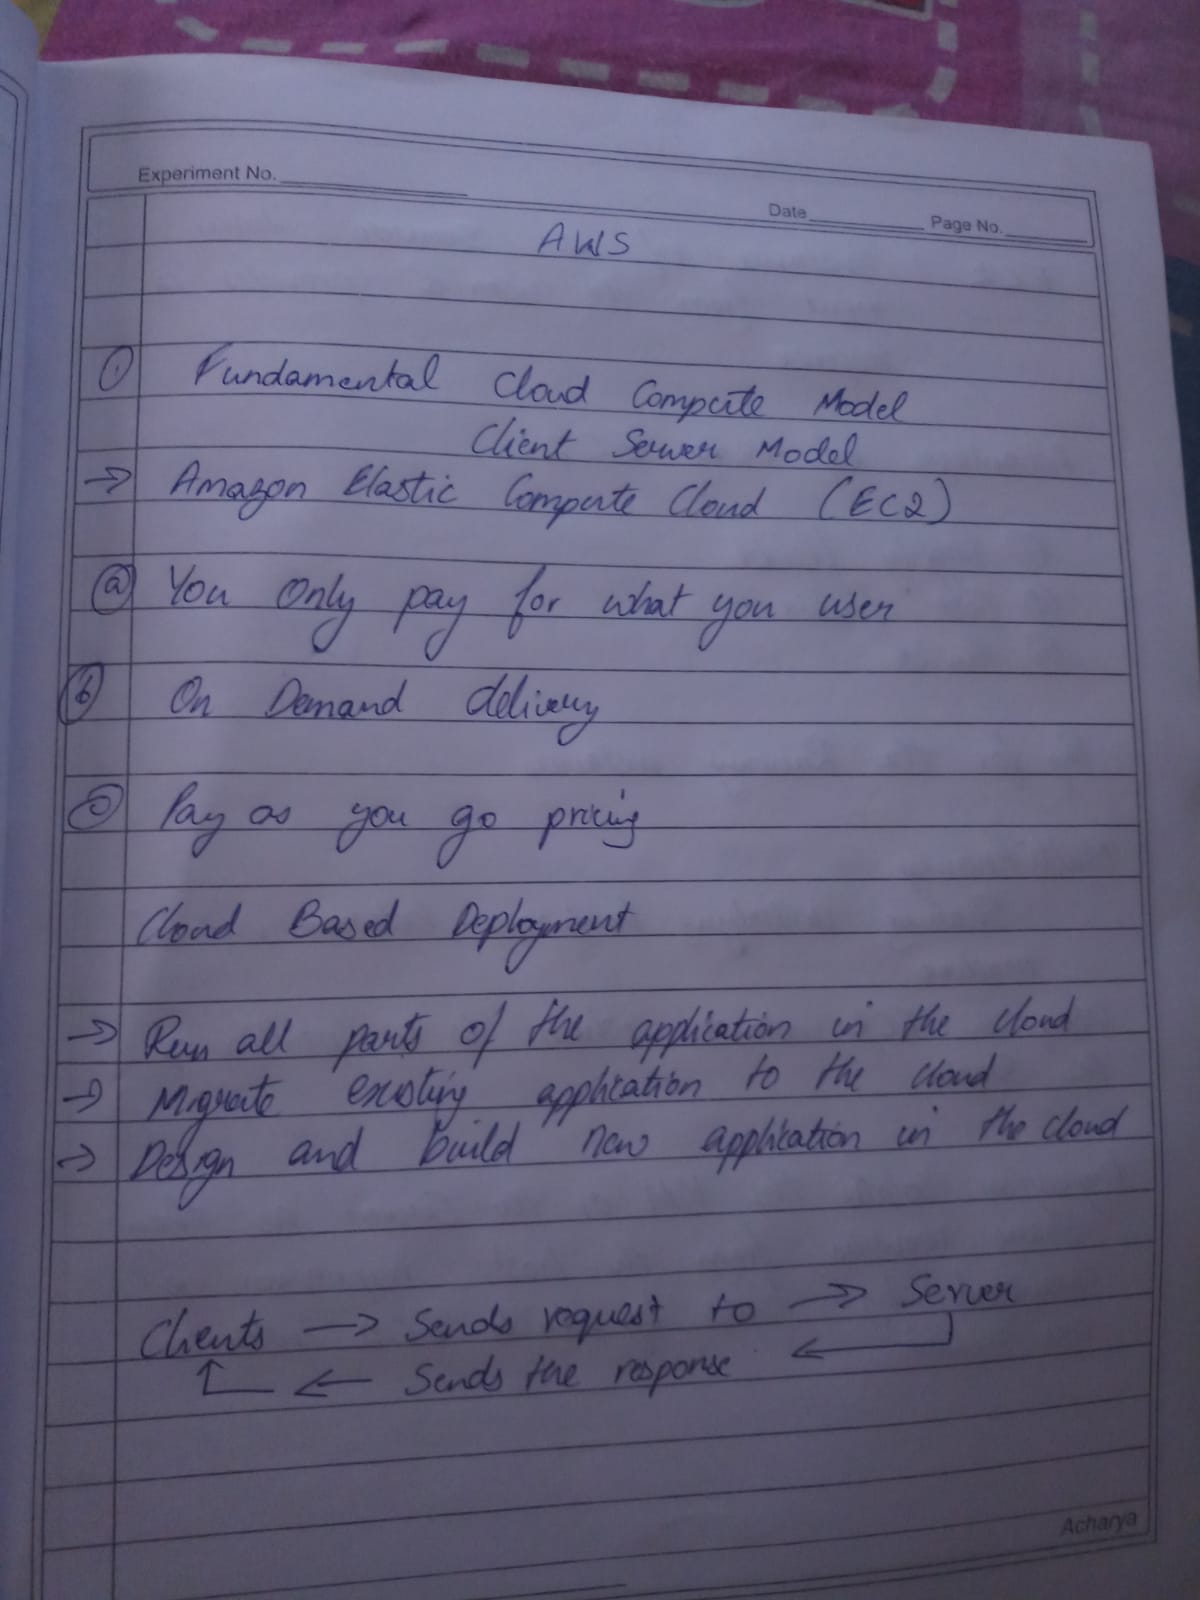 Experiment No.
Date Page No.
AWS
① Fundamental Cloud Compute Model
Client Server Model
→ Amazon Elastic Compute Cloud (EC2)
ⓐ You Only pay for what you user
ⓑ On Demand delivery
ⓒ Pay as you go pricing
Cloud Based Deployment
→ Run all parts of the application in the cloud
→ Migrate existing application to the cloud
→ Design and build new application in the cloud
Clients → Sends request to → Server
← Sends the response ←
Acharya